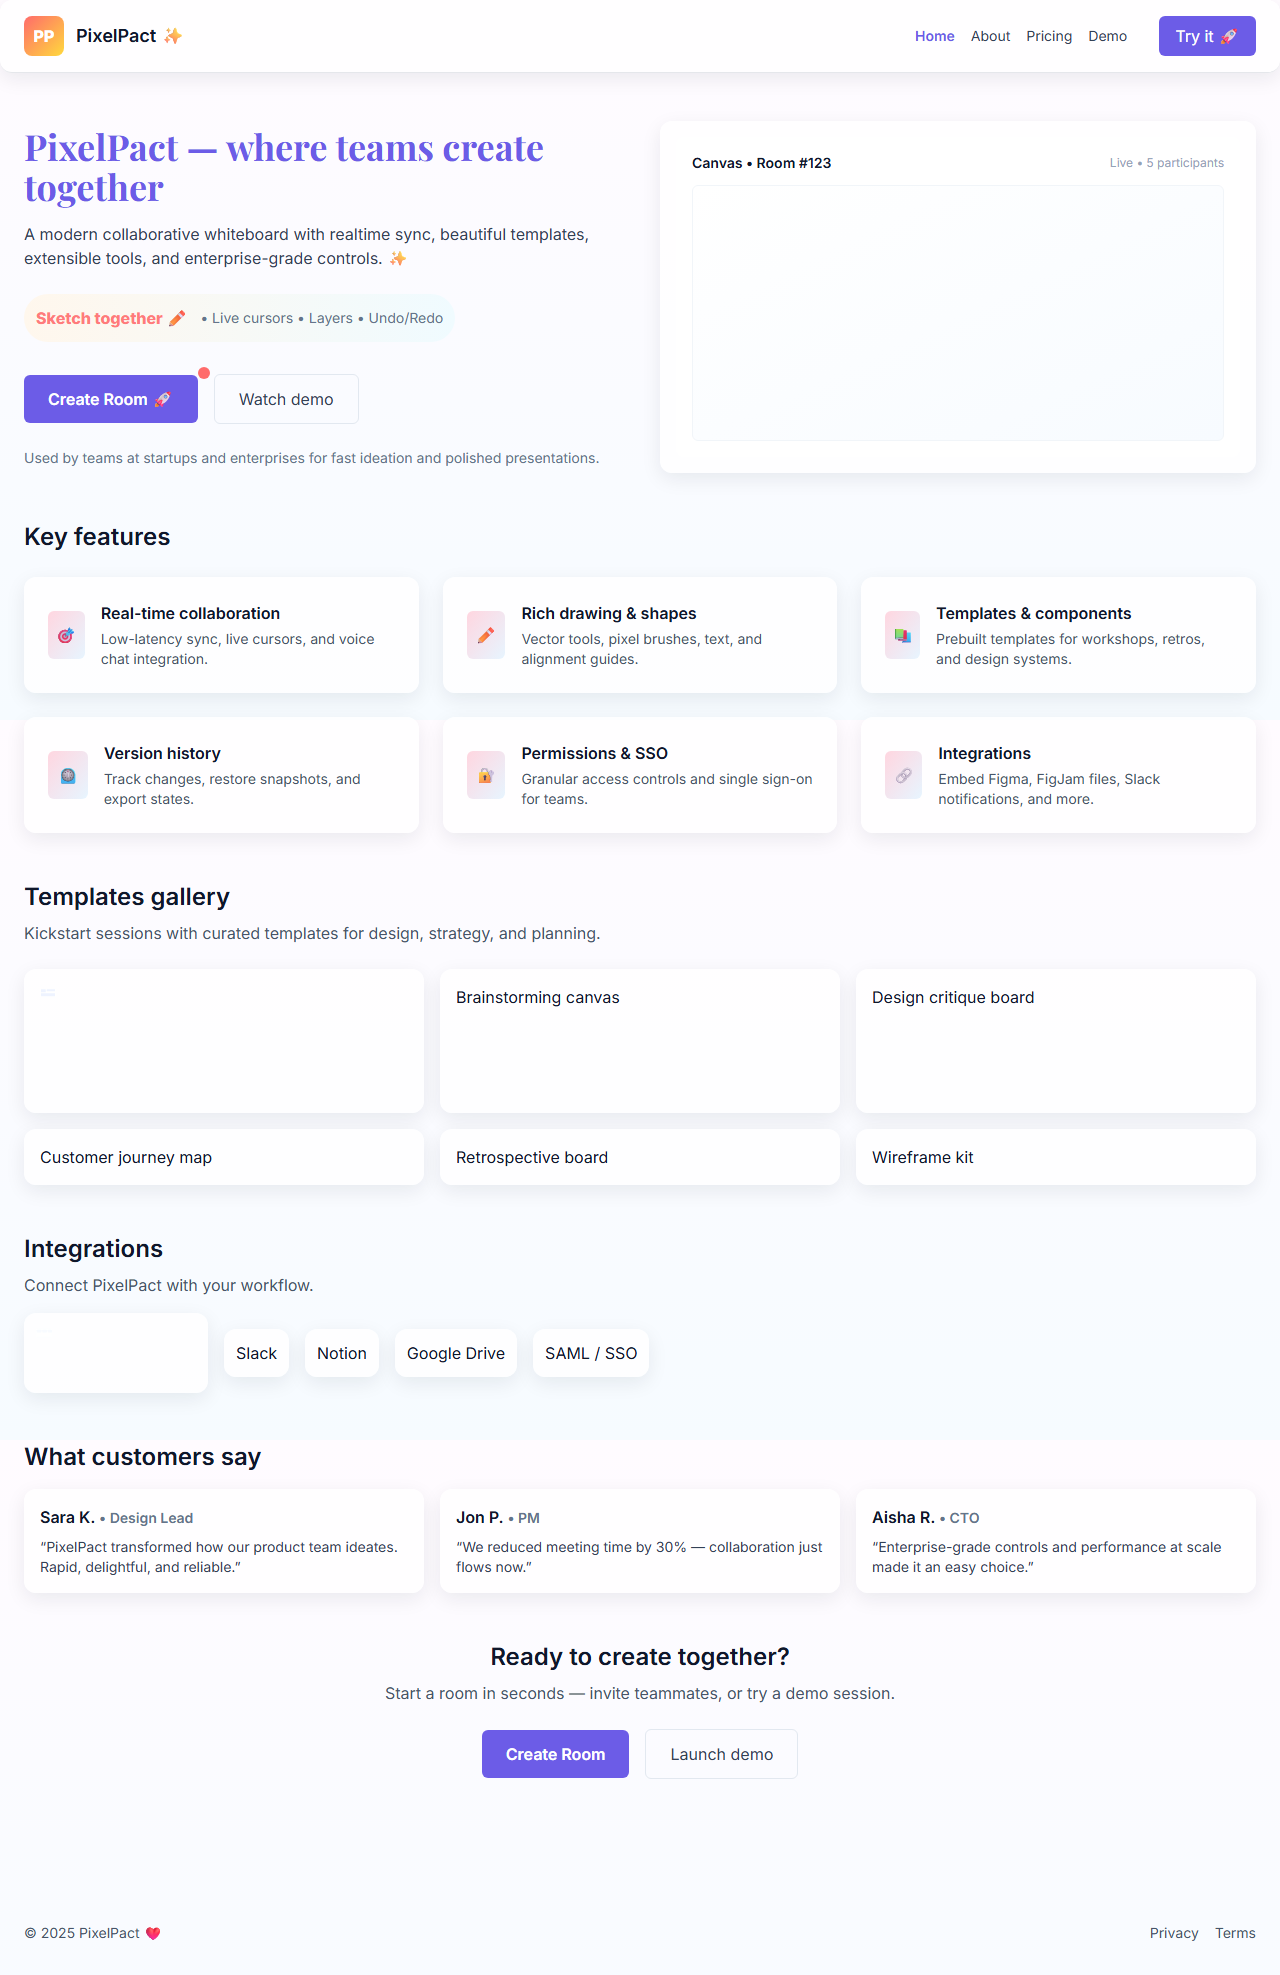 PP PixelPact ✨
Home About Pricing Demo Try it 🚀
PixelPact — where teams create
together
A modern collaborative whiteboard with realtime sync, beautiful templates,
extensible tools, and enterprise-grade controls. ✨
Sketch together ✏️ • Live cursors • Layers • Undo/Redo
Create Room 🚀 Watch demo
Used by teams at startups and enterprises for fast ideation and polished presentations.
Canvas • Room #123 Live • 5 participants
Key features
Real-time collaboration
Low-latency sync, live cursors, and voice
chat integration.
Rich drawing & shapes
Vector tools, pixel brushes, text, and
alignment guides.
Templates & components
Prebuilt templates for workshops, retros,
and design systems.
Version history
Track changes, restore snapshots, and
export states.
Permissions & SSO
Granular access controls and single sign-on
for teams.
Integrations
Embed Figma, FigJam files, Slack
notifications, and more.
Templates gallery
Kickstart sessions with curated templates for design, strategy, and planning.
Brainstorming canvas
Design critique board
Customer journey map
Retrospective board
Wireframe kit
Integrations
Connect PixelPact with your workflow.
Slack
Notion
Google Drive
SAML / SSO
What customers say
Sara K. • Design Lead
“PixelPact transformed how our product team ideates.
Rapid, delightful, and reliable.”
Jon P. • PM
“We reduced meeting time by 30% — collaboration just
flows now.”
Aisha R. • CTO
“Enterprise-grade controls and performance at scale
made it an easy choice.”
Ready to create together?
Start a room in seconds — invite teammates, or try a demo session.
Create Room Launch demo
© 2025 PixelPact ❤️
Privacy Terms